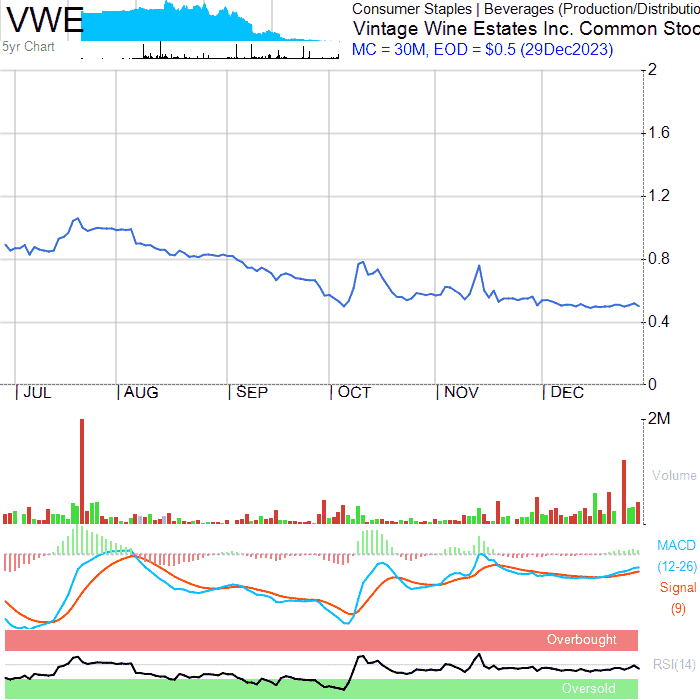 VWE
5yr Chart
Consumer Staples | Beverages (Production/Distributio
Vintage Wine Estates Inc. Common Stoc
MC = 30M, EOD = $0.5 (29Dec2023)
2
1.6
1.2
0.8
0.4
0
JUL AUG SEP OCT NOV DEC
2M
Volume
MACD
(12-26)
Signal
(9)
Overbought
RSI(14)
Oversold